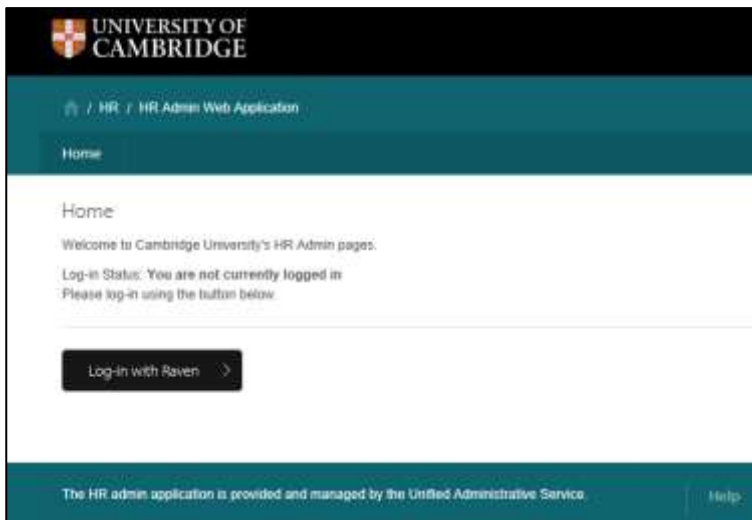 UNIVERSITY OF
CAMBRIDGE
/ HR / HR Admin Web Application
Home
Home
Welcome to Cambridge University's HR Admin pages.
Log-in Status: You are not currently logged in
Please log-in using the button below.
Log-in with Raven
The HR admin application is provided and managed by the Unified Administrative Service.
Help